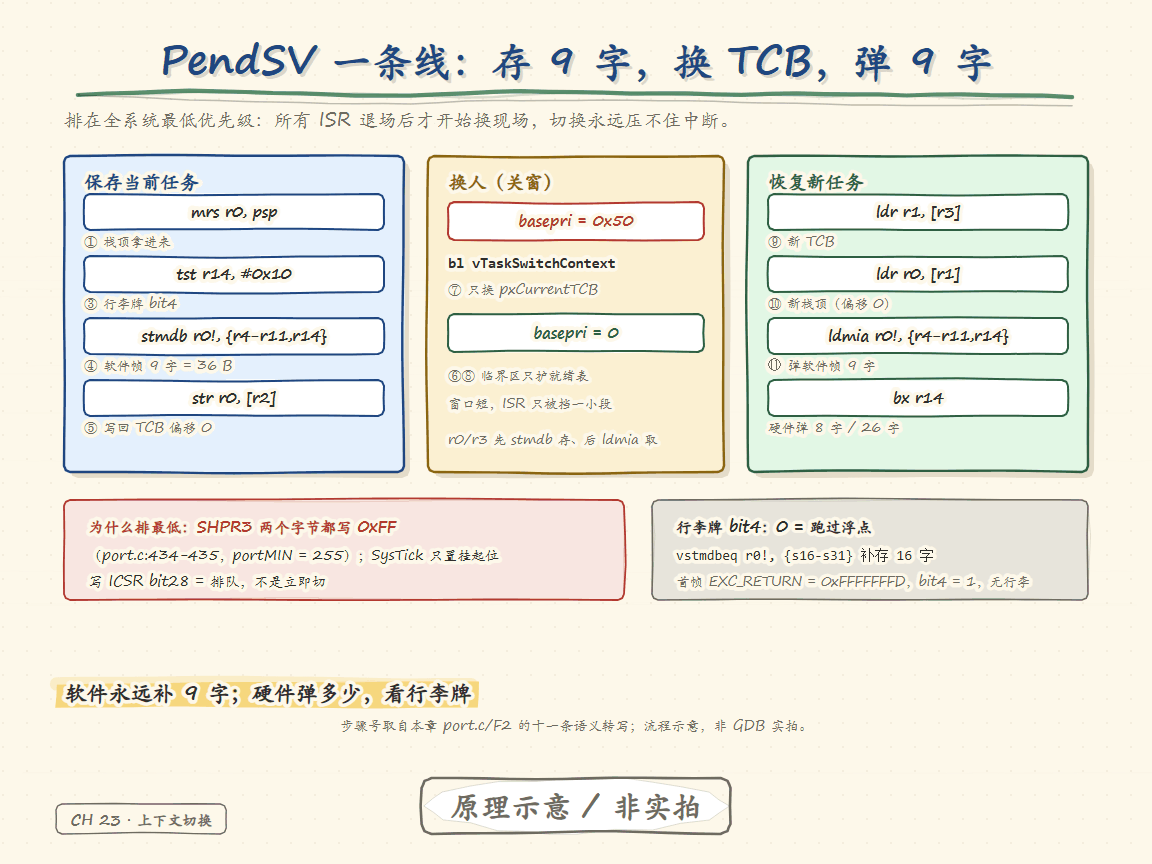 PendSV 一条线：存 9 字，换 TCB，弹 9 字
排在全系统最低优先级：所有 ISR 退场后才开始换现场，切换永远压不住中断。
保存当前任务
mrs r0, psp
① 栈顶拿进来
tst r14, #0x10
③ 行李牌 bit4
stmdb r0!, {r4-r11,r14}
④ 软件帧 9 字 = 36 B
str r0, [r2]
⑤ 写回 TCB 偏移 0
换人（关窗）
basepri = 0x50
bl vTaskSwitchContext
⑦ 只换 pxCurrentTCB
basepri = 0
⑥⑧ 临界区只护就绪表
窗口短，ISR 只被挡一小段
r0/r3 先 stmdb 存、后 ldmia 取
恢复新任务
ldr r1, [r3]
⑨ 新 TCB
ldr r0, [r1]
⑩ 新栈顶（偏移 0）
ldmia r0!, {r4-r11,r14}
⑪ 弹软件帧 9 字
bx r14
硬件弹 8 字 / 26 字
为什么排最低：SHPR3 两个字节都写 0xFF
（port.c:434-435，portMIN = 255）；SysTick 只置挂起位
写 ICSR bit28 = 排队，不是立即切
行李牌 bit4：0 = 跑过浮点
vstmdbeq r0!, {s16-s31} 补存 16 字
首帧 EXC_RETURN = 0xFFFFFFFD，bit4 = 1，无行李
软件永远补 9 字；硬件弹多少，看行李牌
步骤号取自本章 port.c/F2 的十一条语义转写；流程示意，非 GDB 实拍。
原理示意 / 非实拍
CH 23 · 上下文切换